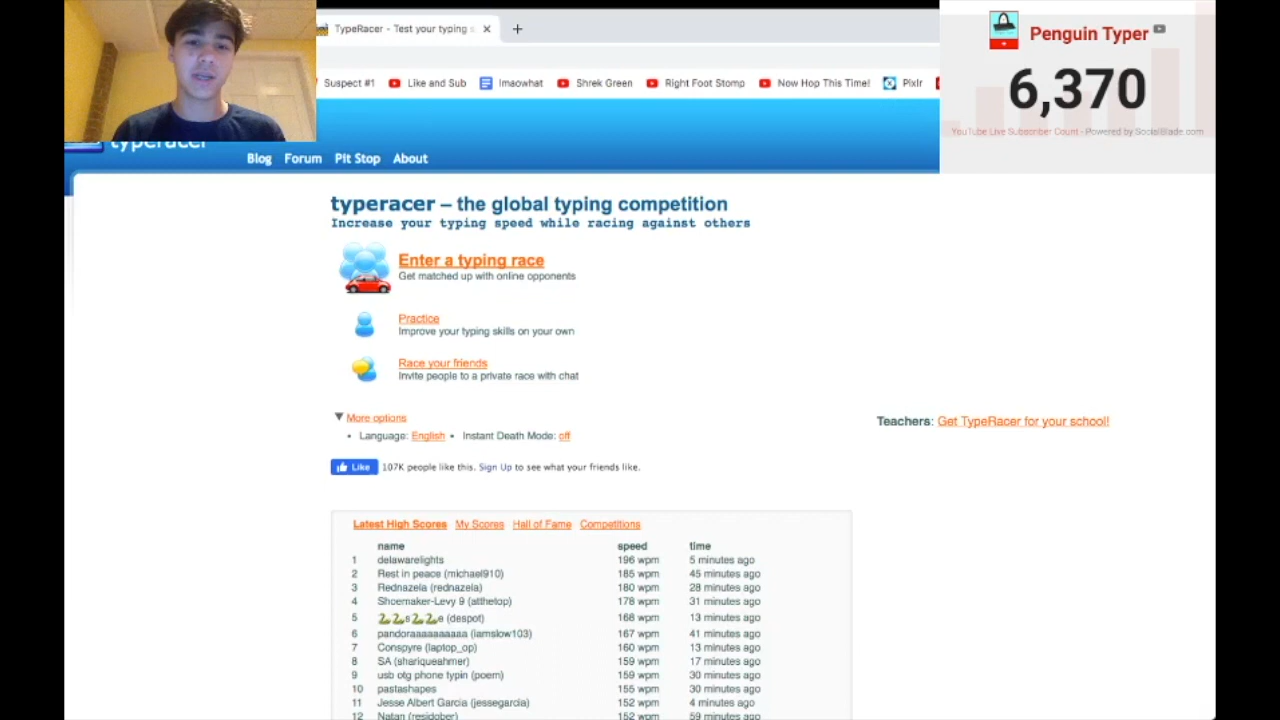 TypeRacer - Test your typing s
Penguin Typer
6,370
YouTube Live Subscriber Count - Powered by SocialBlade.com
Suspect #1 Like and Sub lmaowhat Shrek Green Right Foot Stomp Now Hop This Time! Pixlr
typeracer
Blog Forum Pit Stop About
typeracer – the global typing competition
Increase your typing speed while racing against others
Enter a typing race
Get matched up with online opponents
Practice
Improve your typing skills on your own
Race your friends
Invite people to a private race with chat
▼ More options
• Language: English • Instant Death Mode: off
Teachers: Get TypeRacer for your school!
Like 107K people like this. Sign Up to see what your friends like.
Latest High Scores My Scores Hall of Fame Competitions
name speed time
1 delawarelights 196 wpm 5 minutes ago
2 Rest in peace (michael910) 185 wpm 45 minutes ago
3 Rednazela (rednazela) 180 wpm 28 minutes ago
4 Shoemaker-Levy 9 (atthetop) 178 wpm 31 minutes ago
5 🐍🐍s🐍🐍e (despot) 168 wpm 13 minutes ago
6 pandoraaaaaaaaaa (iamslow103) 167 wpm 41 minutes ago
7 Conspyre (laptop_op) 160 wpm 13 minutes ago
8 SA (shariqueahmer) 159 wpm 17 minutes ago
9 usb otg phone typin (poem) 159 wpm 30 minutes ago
10 pastashapes 155 wpm 30 minutes ago
11 Jesse Albert Garcia (jessegarcia) 152 wpm 4 minutes ago
12 Natan (residober) 152 wpm 59 minutes ago